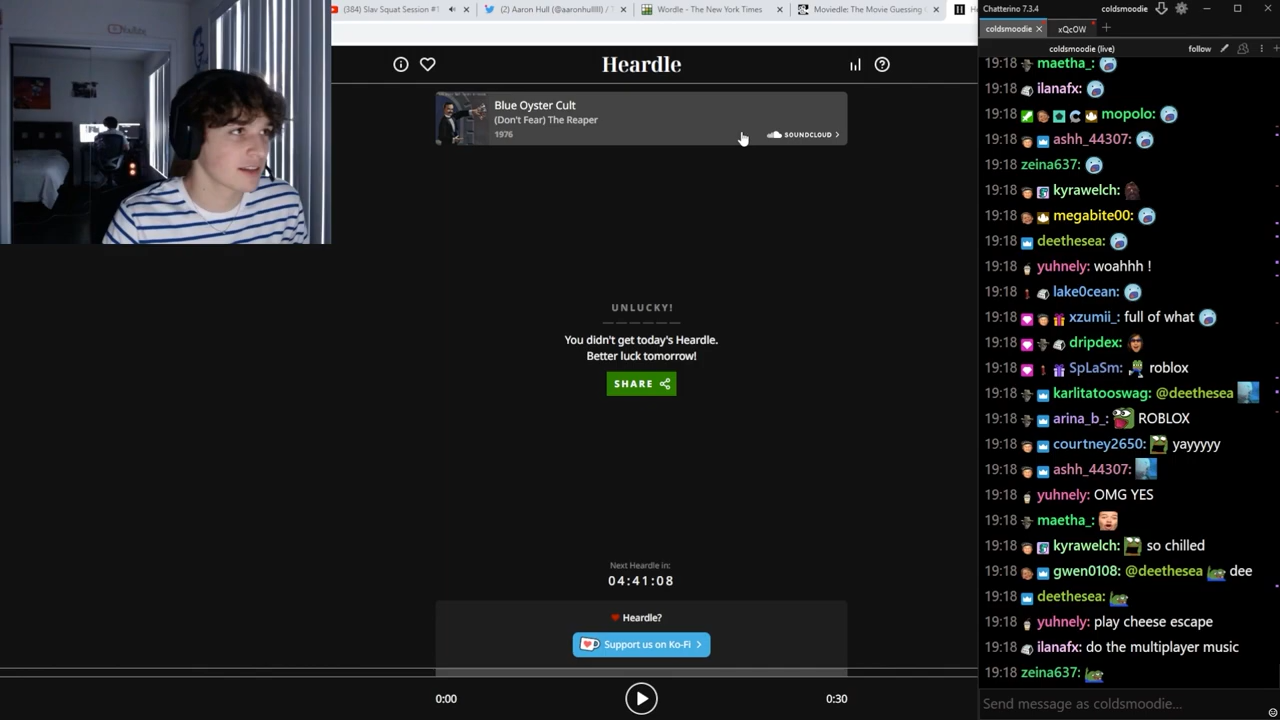 YouTube
(384) Slav Squat Session #1
(2) Aaron Hull (@aaronhulllll) /
Wordle - The New York Times
Moviedle: The Movie Guessing
He
Heardle
Blue Oyster Cult
(Don't Fear) The Reaper
1976
SOUNDCLOUD
UNLUCKY!
You didn't get today's Heardle.
Better luck tomorrow!
SHARE
Next Heardle in:
04:41:08
Heardle?
Support us on Ko-Fi
0:00
0:30
Chatterino 7.3.4
coldsmoodie
coldsmoodie
xQcOW
coldsmoodie (live)
follow
19:18 maetha_:
19:18 ilanafx:
19:18 mopolo:
19:18 ashh_44307:
19:18 zeina637:
19:18 kyrawelch:
19:18 megabite00:
19:18 deethesea:
19:18 yuhnely: woahhh !
19:18 lake0cean:
19:18 xzumii_: full of what
19:18 dripdex:
19:18 SpLaSm: roblox
19:18 karlitatooswag: @deethesea
19:18 arina_b_: ROBLOX
19:18 courtney2650: yayyyyy
19:18 ashh_44307:
19:18 yuhnely: OMG YES
19:18 maetha_:
19:18 kyrawelch: so chilled
19:18 gwen0108: @deethesea dee
19:18 deethesea:
19:18 yuhnely: play cheese escape
19:18 ilanafx: do the multiplayer music
19:18 zeina637:
Send message as coldsmoodie...